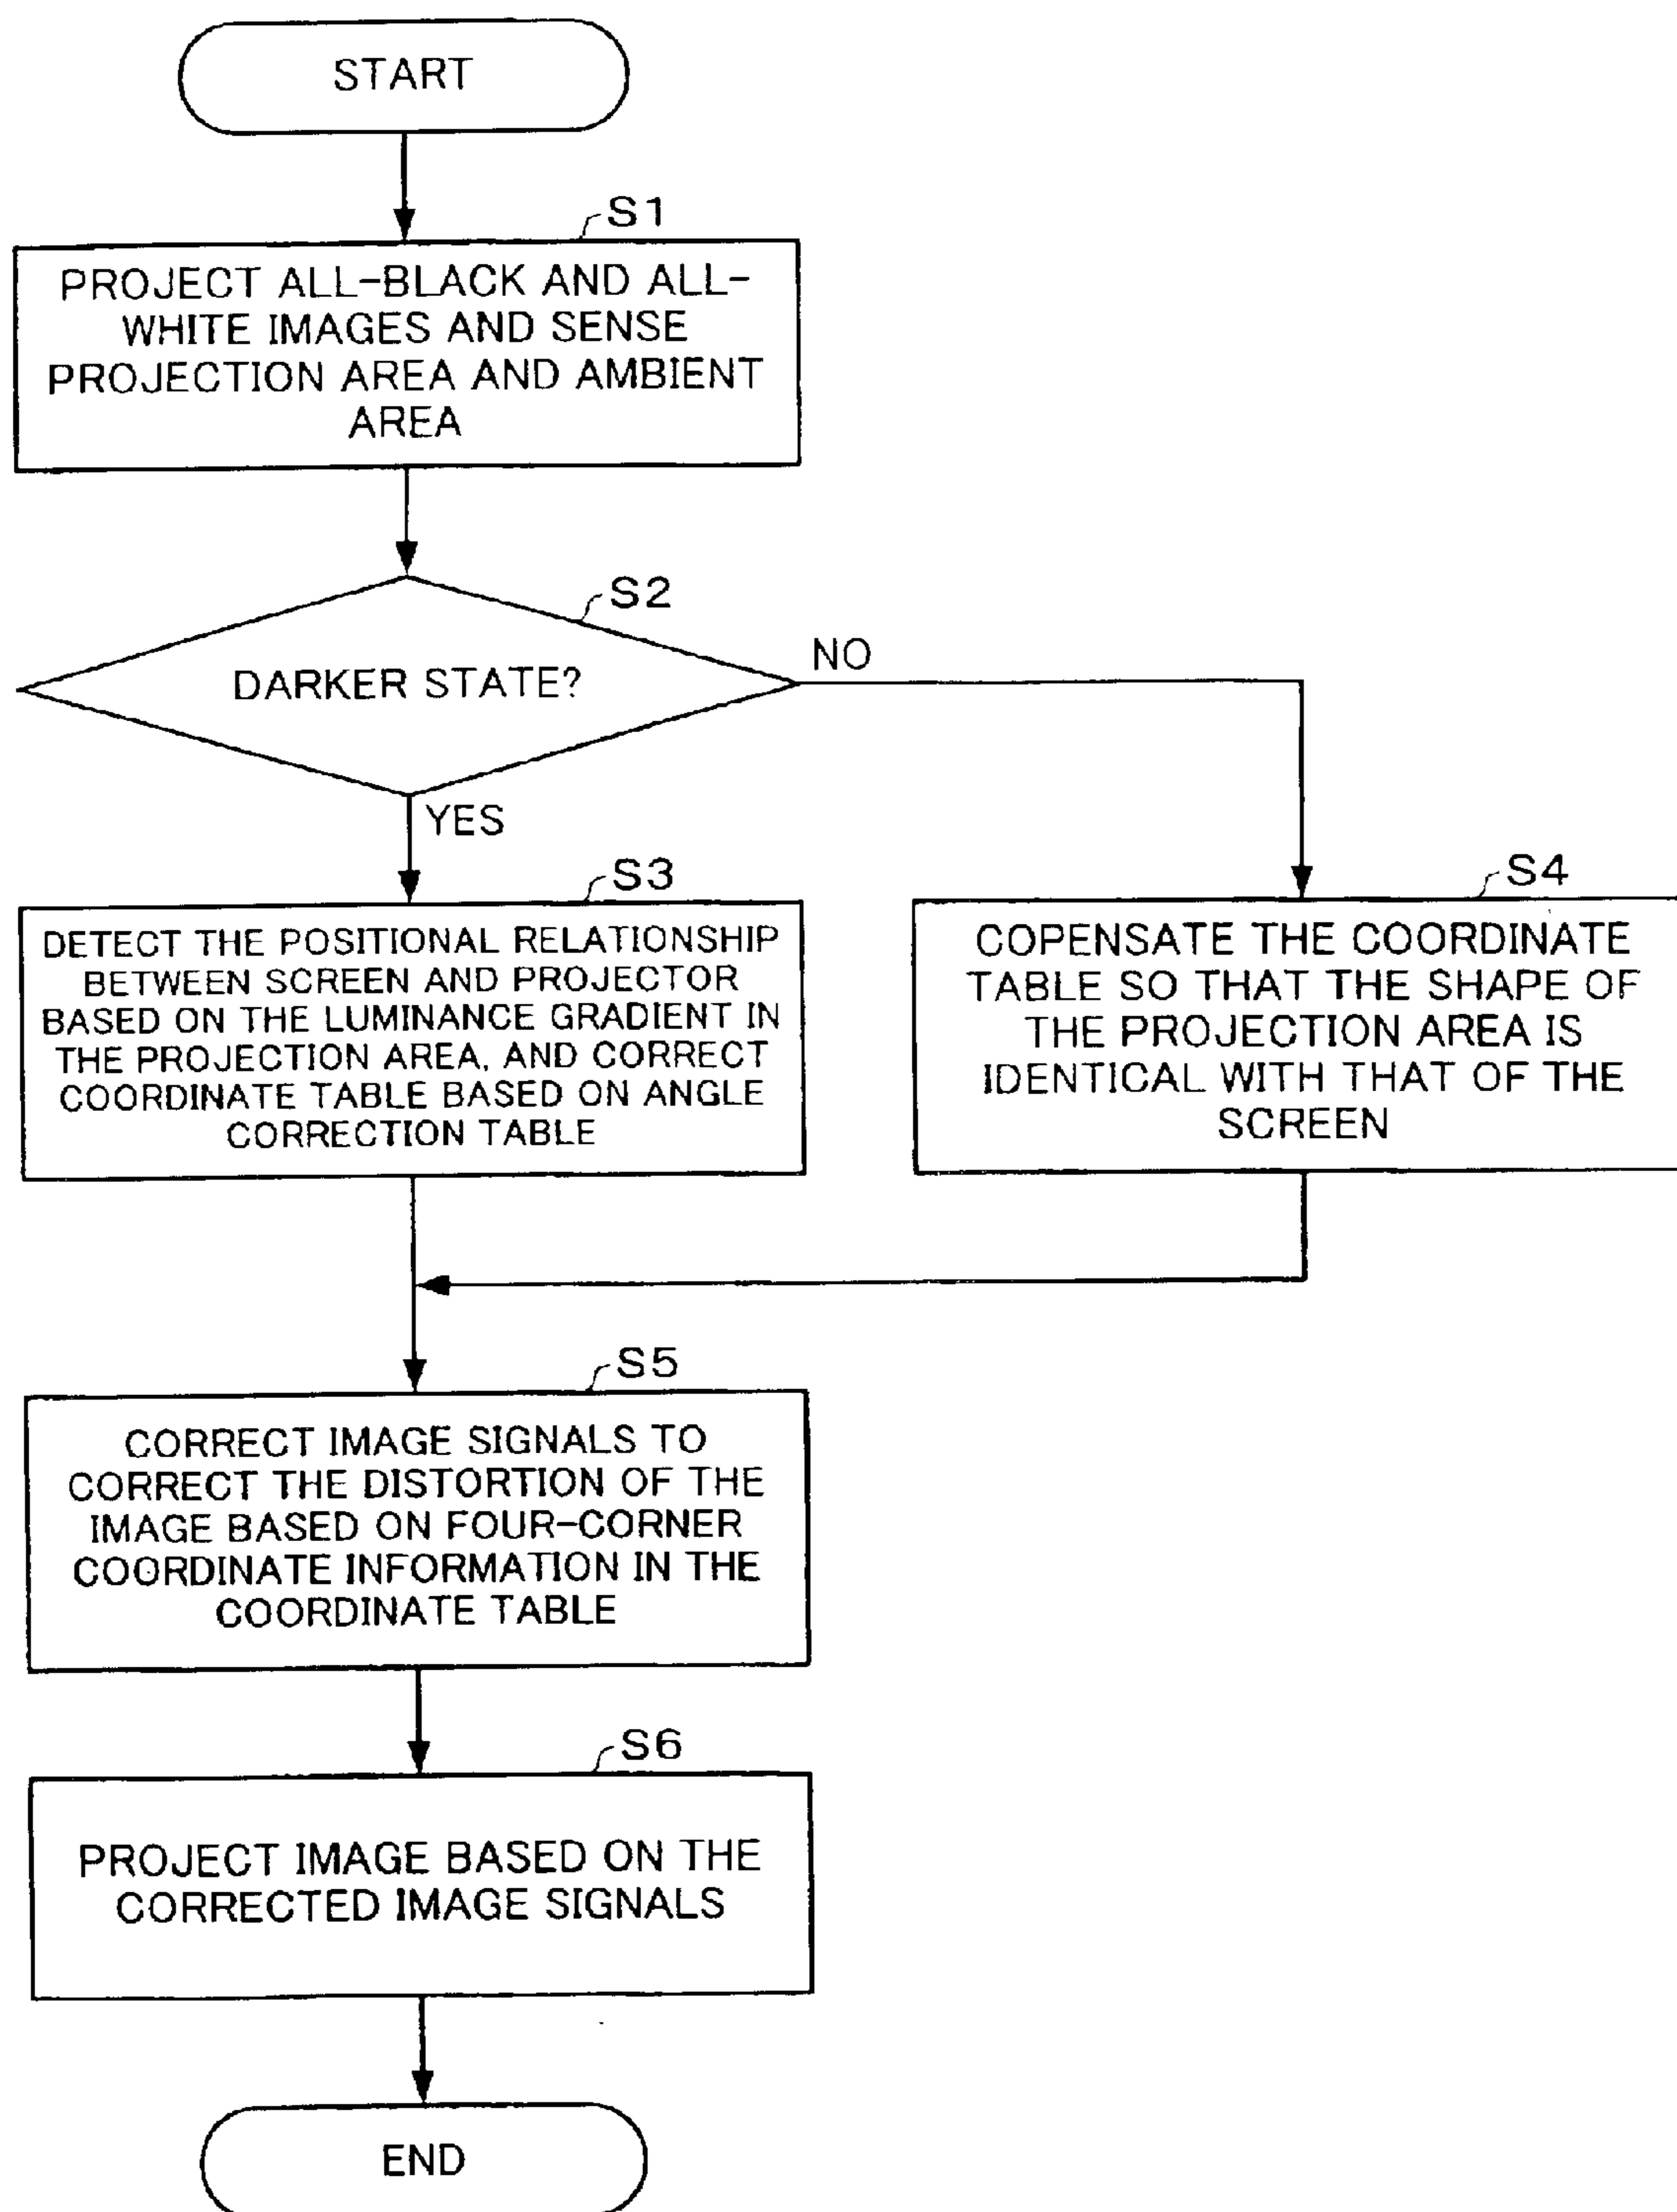 START
S1
PROJECT ALL-BLACK AND ALL-
WHITE IMAGES AND SENSE
PROJECTION AREA AND AMBIENT
AREA
S2
DARKER STATE?
NO
YES
S3
DETECT THE POSITIONAL RELATIONSHIP
BETWEEN SCREEN AND PROJECTOR
BASED ON THE LUMINANCE GRADIENT IN
THE PROJECTION AREA, AND CORRECT
COORDINATE TABLE BASED ON ANGLE
CORRECTION TABLE
S4
COPENSATE THE COORDINATE
TABLE SO THAT THE SHAPE OF
THE PROJECTION AREA IS
IDENTICAL WITH THAT OF THE
SCREEN
S5
CORRECT IMAGE SIGNALS TO
CORRECT THE DISTORTION OF THE
IMAGE BASED ON FOUR-CORNER
COORDINATE INFORMATION IN THE
COORDINATE TABLE
S6
PROJECT IMAGE BASED ON THE
CORRECTED IMAGE SIGNALS
END